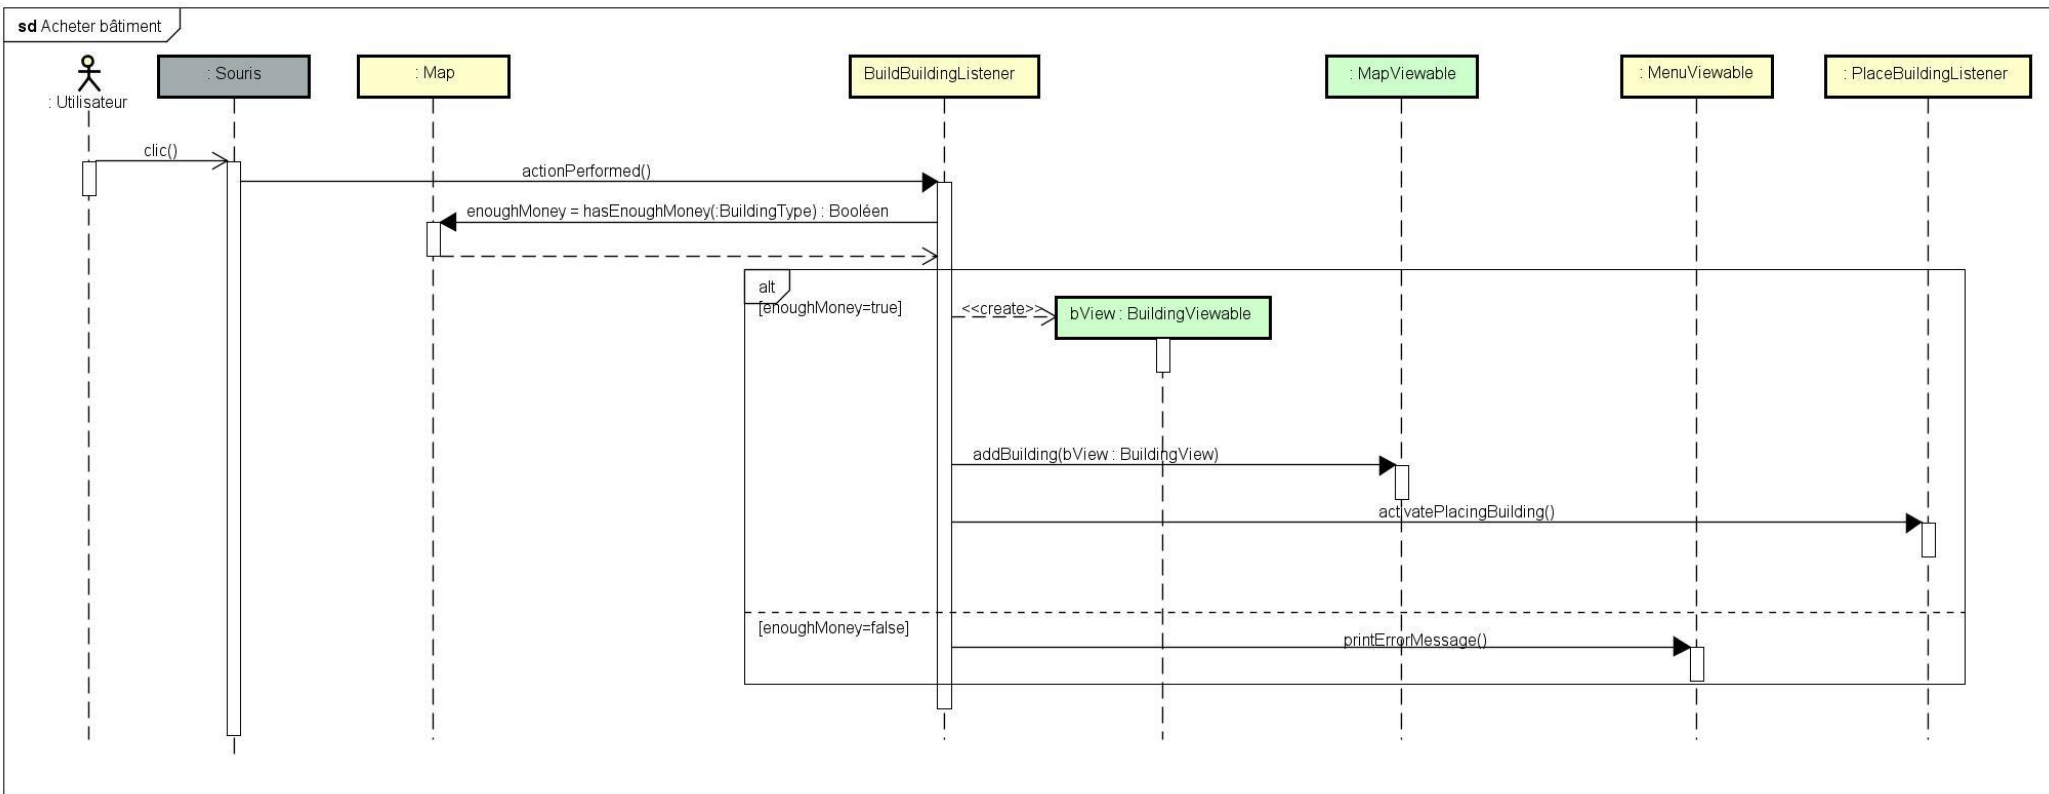 sd Acheter bâtiment
: Utilisateur
: Souris
: Map
BuildBuildingListener
: MapViewable
: MenuViewable
: PlaceBuildingListener
clic()
actionPerformed()
enoughMoney = hasEnoughMoney(:BuildingType) : Booléen
alt
[enoughMoney=true]
<<create>>
bView : BuildingViewable
addBuilding(bView : BuildingView)
activatePlacingBuilding()
[enoughMoney=false]
printErrorMessage()